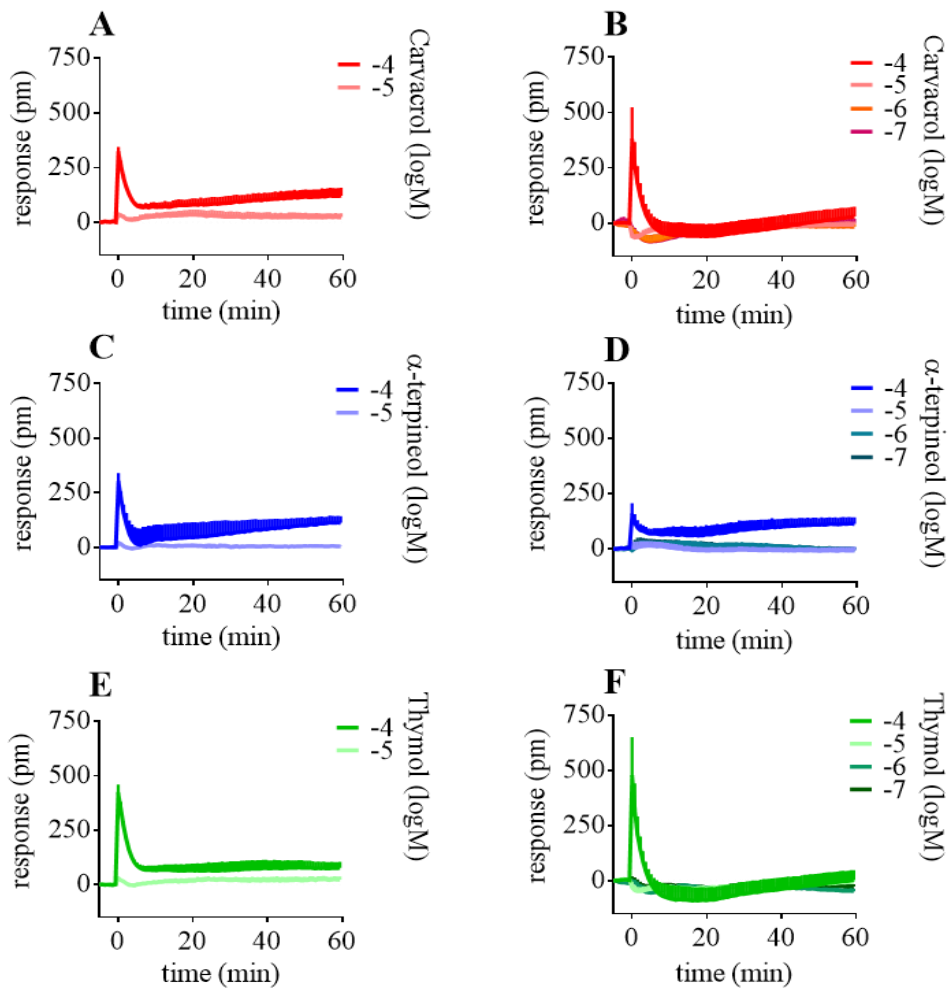 A
750
500
250
0
response (pm)
0 20 40 60
time (min)
-4
-5
Carvacrol (logM)
B
750
500
250
0
response (pm)
0 20 40 60
time (min)
-4
-5
-6
-7
Carvacrol (logM)
C
750
500
250
0
response (pm)
0 20 40 60
time (min)
-4
-5
α-terpineol (logM)
D
750
500
250
0
response (pm)
0 20 40 60
time (min)
-4
-5
-6
-7
α-terpineol (logM)
E
750
500
250
0
response (pm)
0 20 40 60
time (min)
-4
-5
Thymol (logM)
F
750
500
250
0
response (pm)
0 20 40 60
time (min)
-4
-5
-6
-7
Thymol (logM)